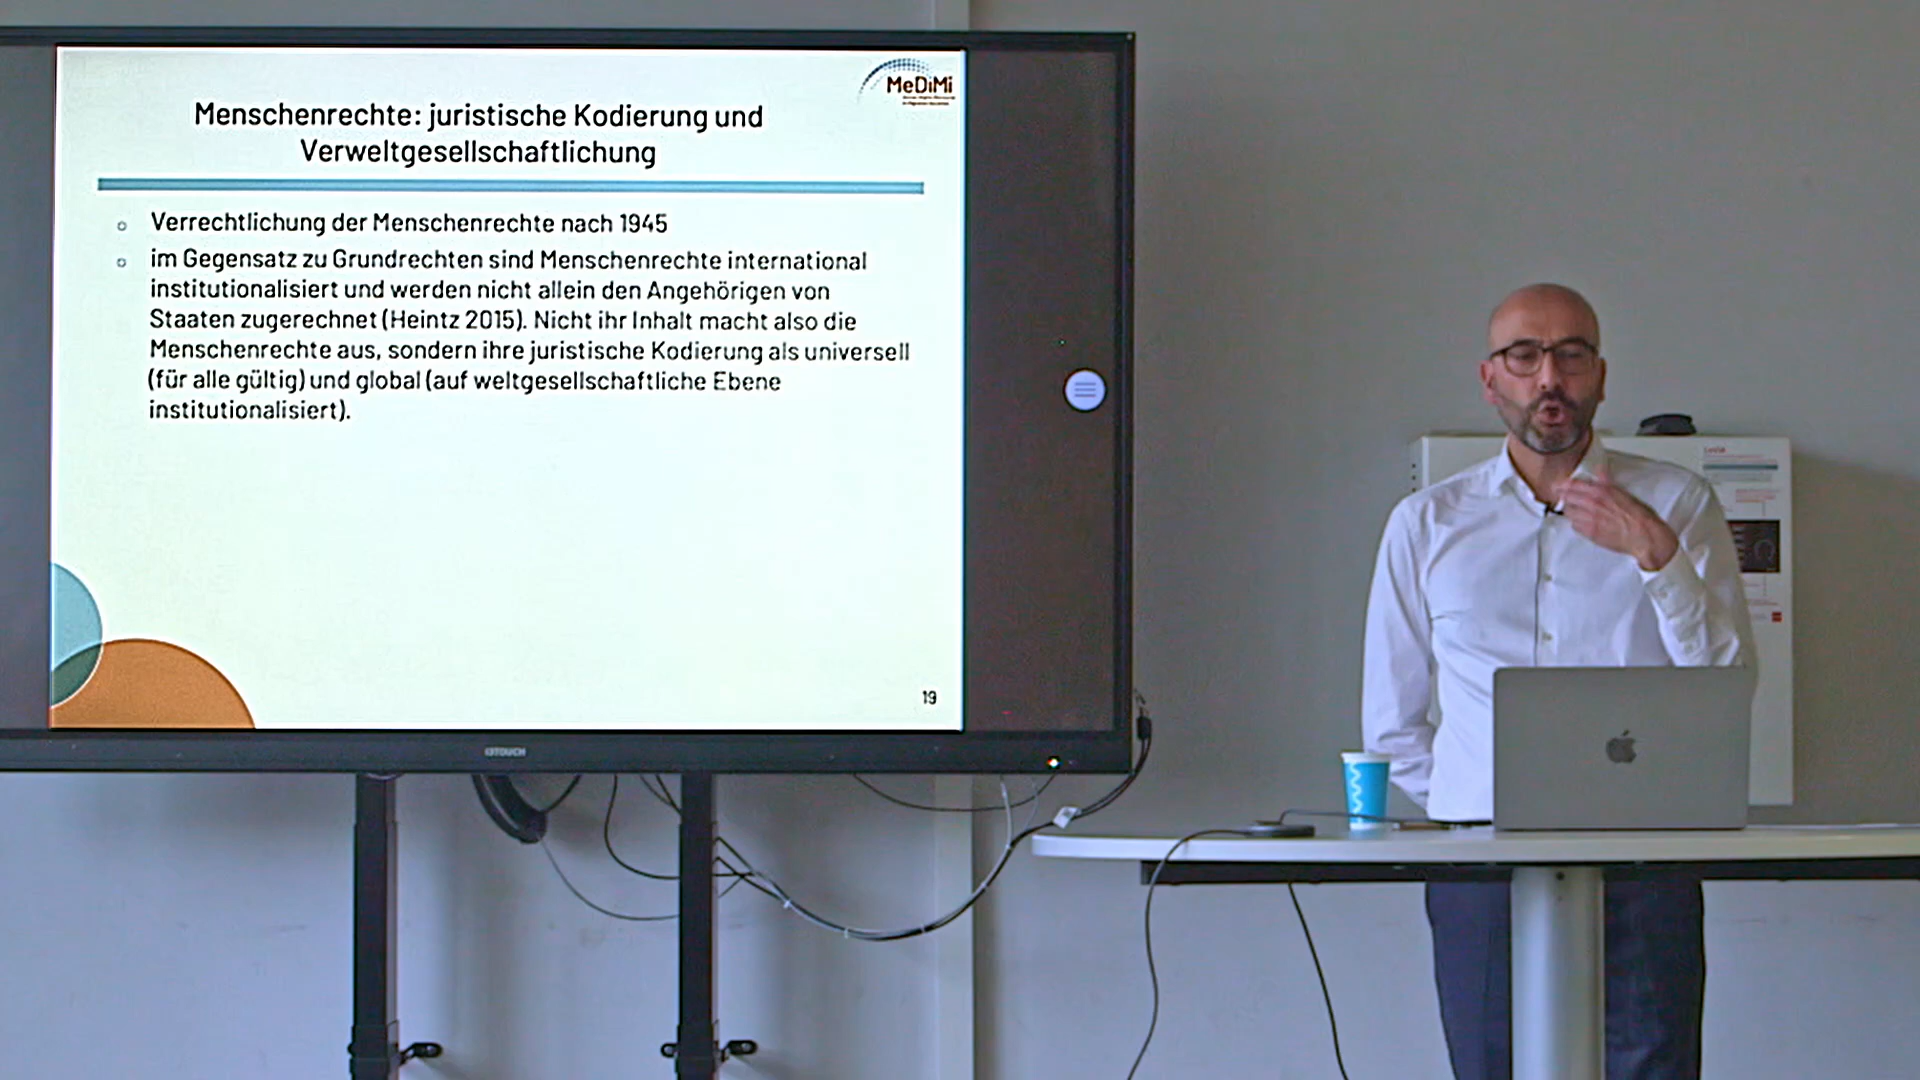 MeDiMi
Menschenrechte: juristische Kodierung und
Verweltgesellschaftlichung
Verrechtlichung der Menschenrechte nach 1945
im Gegensatz zu Grundrechten sind Menschenrechte international
institutionalisiert und werden nicht allein den Angehörigen von
Staaten zugerechnet (Heintz 2015). Nicht ihr Inhalt macht also die
Menschenrechte aus, sondern ihre juristische Kodierung als universell
(für alle gültig) und global (auf weltgesellschaftliche Ebene
institutionalisiert).
19